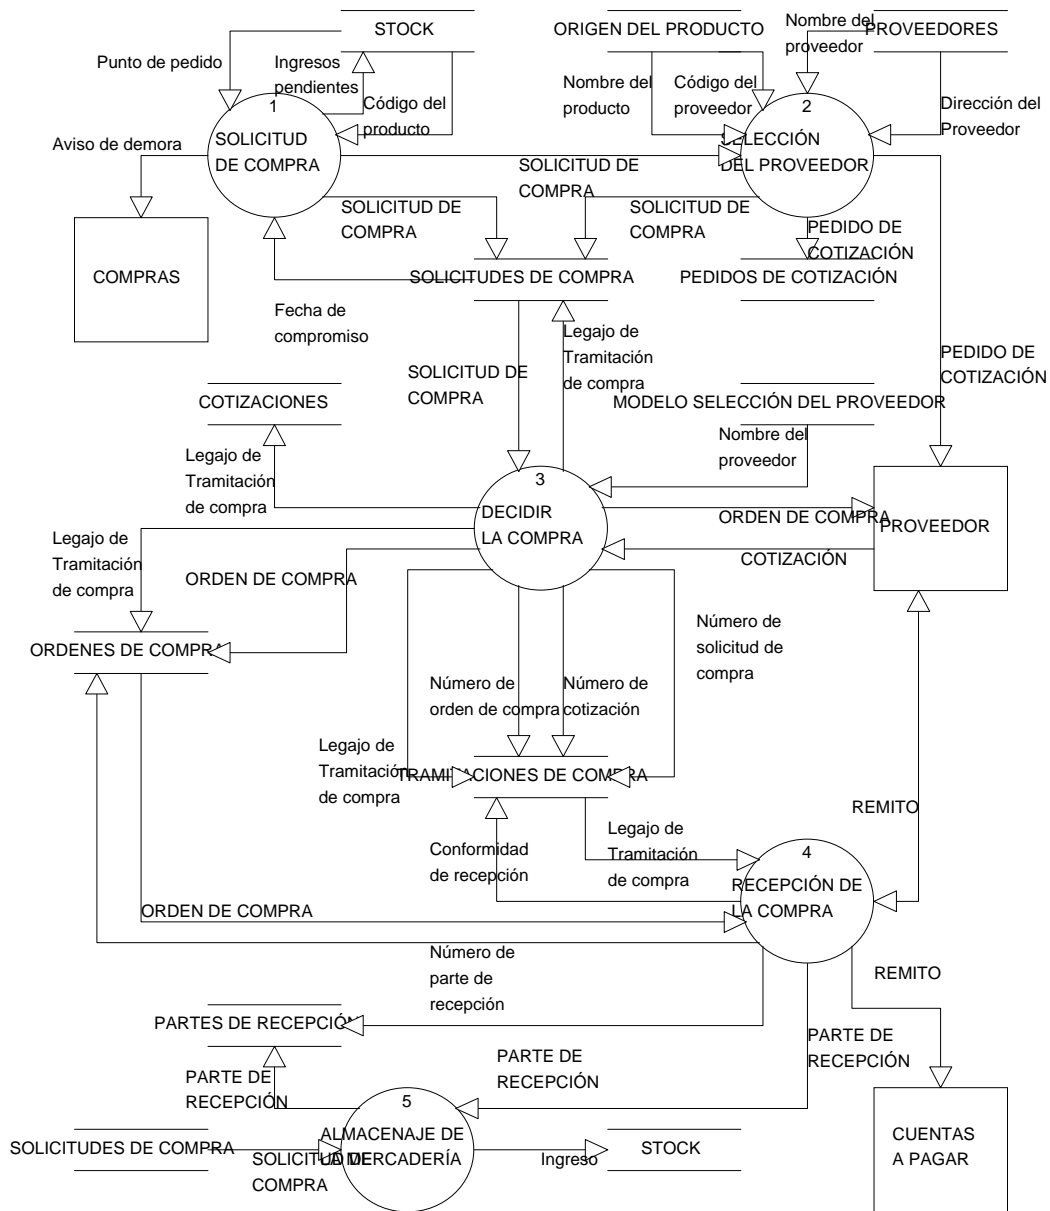 STOCK
ORIGEN DEL PRODUCTO
Nombre del
proveedor
PROVEEDORES
Punto de pedido
Ingresos
pendientes
Código del
producto
Nombre del
producto
Código del
proveedor
Dirección del
Proveedor
1
SOLICITUD
DE COMPRA
2
SELECCIÓN
DEL PROVEEDOR
Aviso de demora
SOLICITUD DE
COMPRA
SOLICITUD DE
COMPRA
SOLICITUD DE
COMPRA
PEDIDO DE
COTIZACIÓN
COMPRAS
SOLICITUDES DE COMPRA
PEDIDOS DE COTIZACIÓN
Fecha de
compromiso
Legajo de
Tramitación
de compra
SOLICITUD DE
COMPRA
PEDIDO DE
COTIZACIÓN
COTIZACIONES
MODELO SELECCIÓN DEL PROVEEDOR
Nombre del
proveedor
Legajo de
Tramitación
de compra
3
DECIDIR
LA COMPRA
ORDEN DE COMPRA
PROVEEDOR
COTIZACIÓN
Legajo de
Tramitación
de compra
ORDEN DE COMPRA
Número de
solicitud de
compra
ORDENES DE COMPRA
Número de
orden de compra
Número de
cotización
Legajo de
Tramitación
de compra
TRAMITACIONES DE COMPRA
REMITO
Conformidad
de recepción
Legajo de
Tramitación
de compra
4
RECEPCIÓN DE
LA COMPRA
ORDEN DE COMPRA
Número de
parte de
recepción
REMITO
PARTES DE RECEPCIÓN
PARTE DE
RECEPCIÓN
PARTE DE
RECEPCIÓN
PARTE DE
RECEPCIÓN
5
ALMACENAJE DE
LA MERCADERÍA
SOLICITUDES DE COMPRA
SOLICITUD DE
COMPRA
Ingreso
STOCK
CUENTAS
A PAGAR